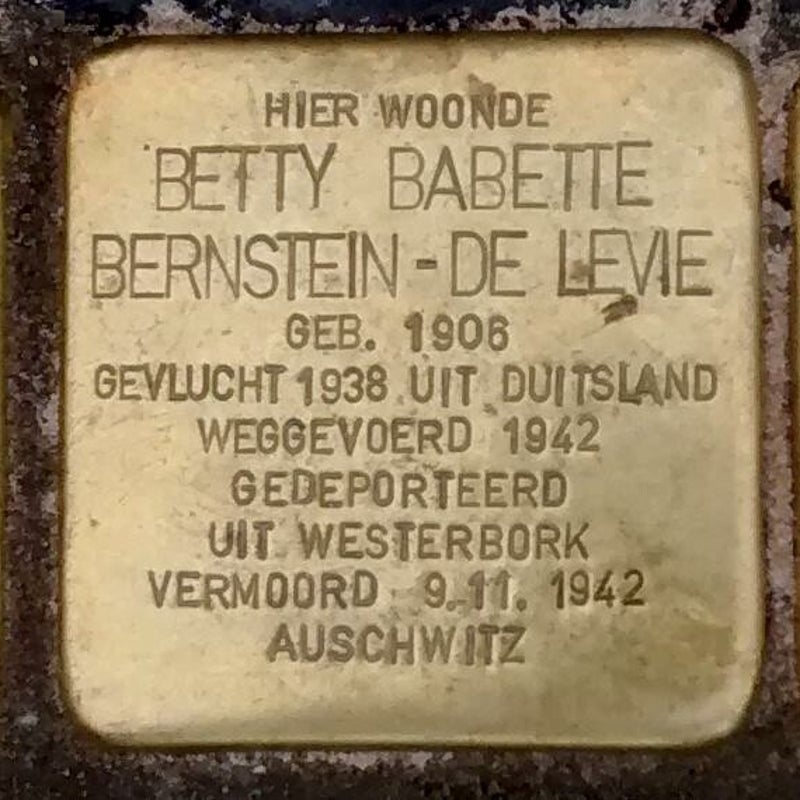 HIER WOONDE
BETTY BABETTE
BERNSTEIN - DE LEVIE
GEB. 1906
GEVLUCHT 1938 UIT DUITSLAND
WEGGEVOERD 1942
GEDEPORTEERD
UIT WESTERBORK
VERMOORD 9.11. 1942
AUSCHWITZ